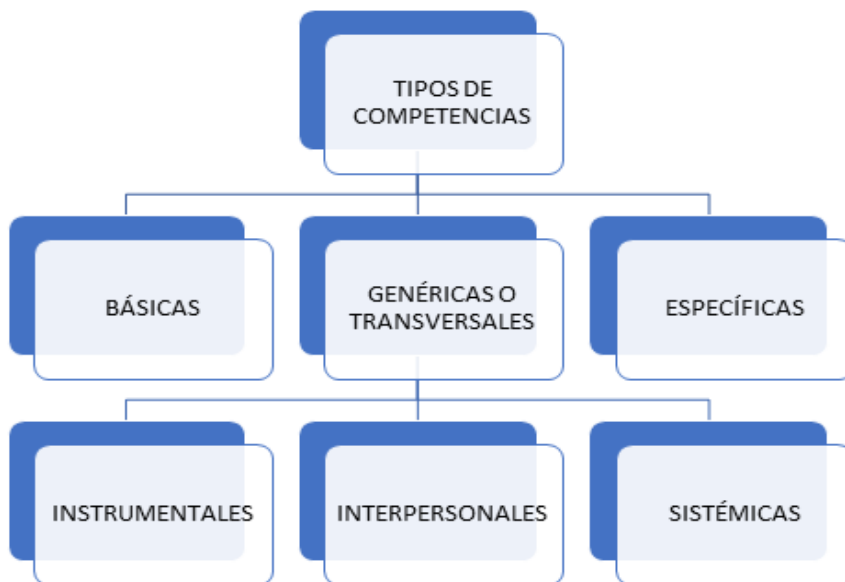 TIPOS DE
COMPETENCIAS
BÁSICAS
GENÉRICAS O
TRANSVERSALES
ESPECÍFICAS
INSTRUMENTALES
INTERPERSONALES
SISTÉMICAS